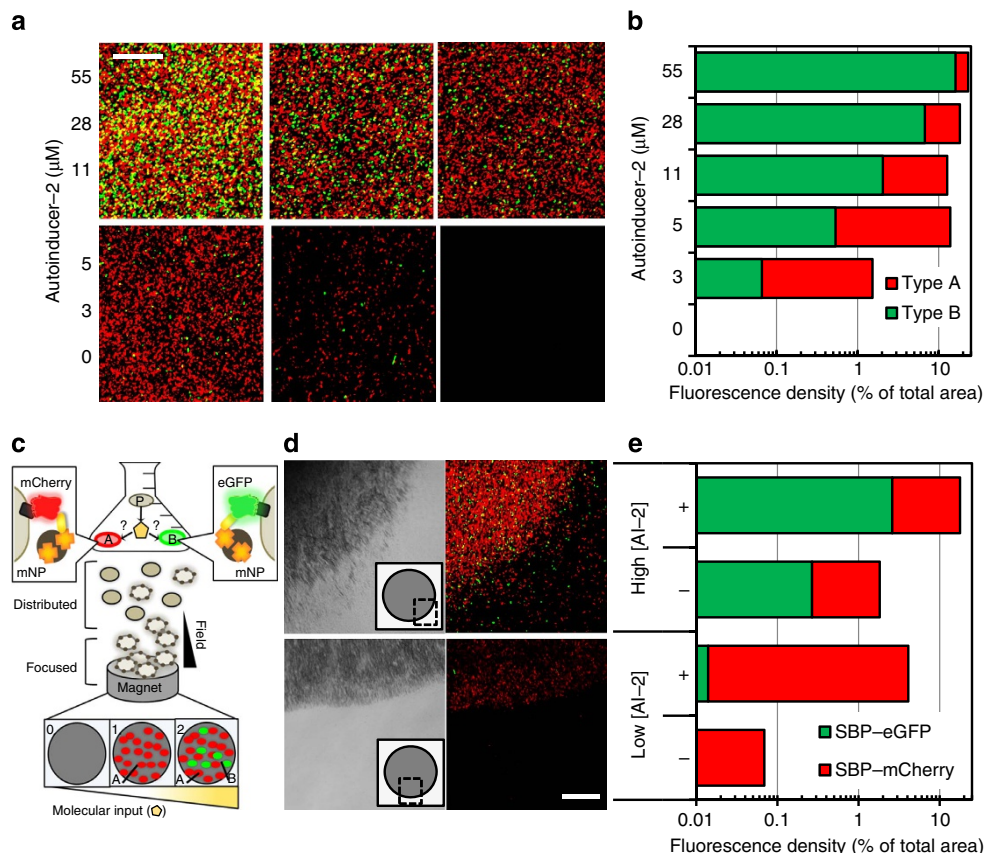 a
Autoinducer–2 (μM)
55
28
11
5
3
0
b
Autoinducer–2 (μM)
55
28
11
5
3
0
Type A
Type B
0.01
0.1
1
10
Fluorescence density (% of total area)
c
mCherry
eGFP
P
?
?
A
B
mNP
mNP
Distributed
Field
Focused
Magnet
0
1
2
A
A
B
Molecular input ( )
d
e
High [AI–2]
+
–
Low [AI–2]
+
–
SBP–eGFP
SBP–mCherry
0.01
0.1
1
10
Fluorescence density (% of total area)